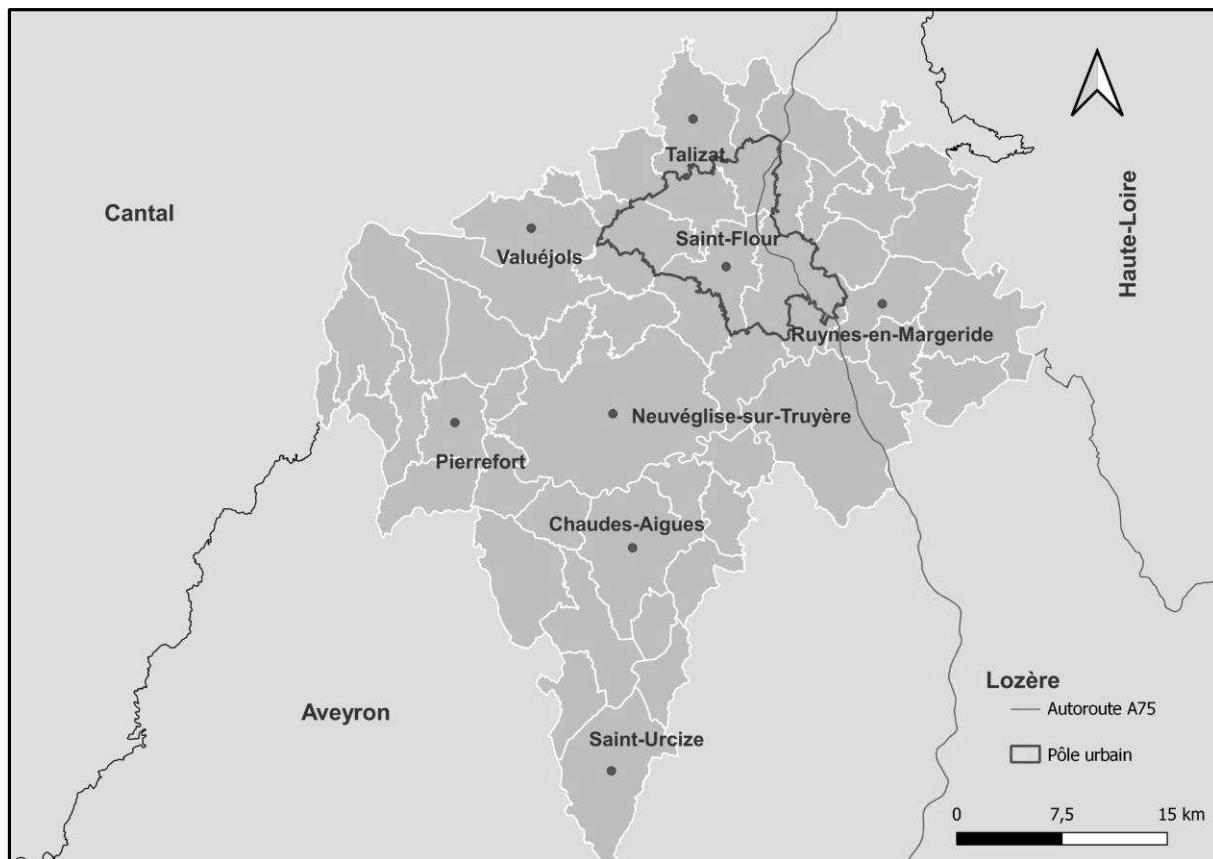 Talizat
Cantal
Haute-Loire
Saint-Flour
Valuéjols
Ruynes-en-Margeride
Neuvéglise-sur-Truyère
Pierrefort
Chaudes-Aigues
Lozère
Autoroute A75
Aveyron
Saint-Urcize
Pôle urbain
0 7,5 15 km